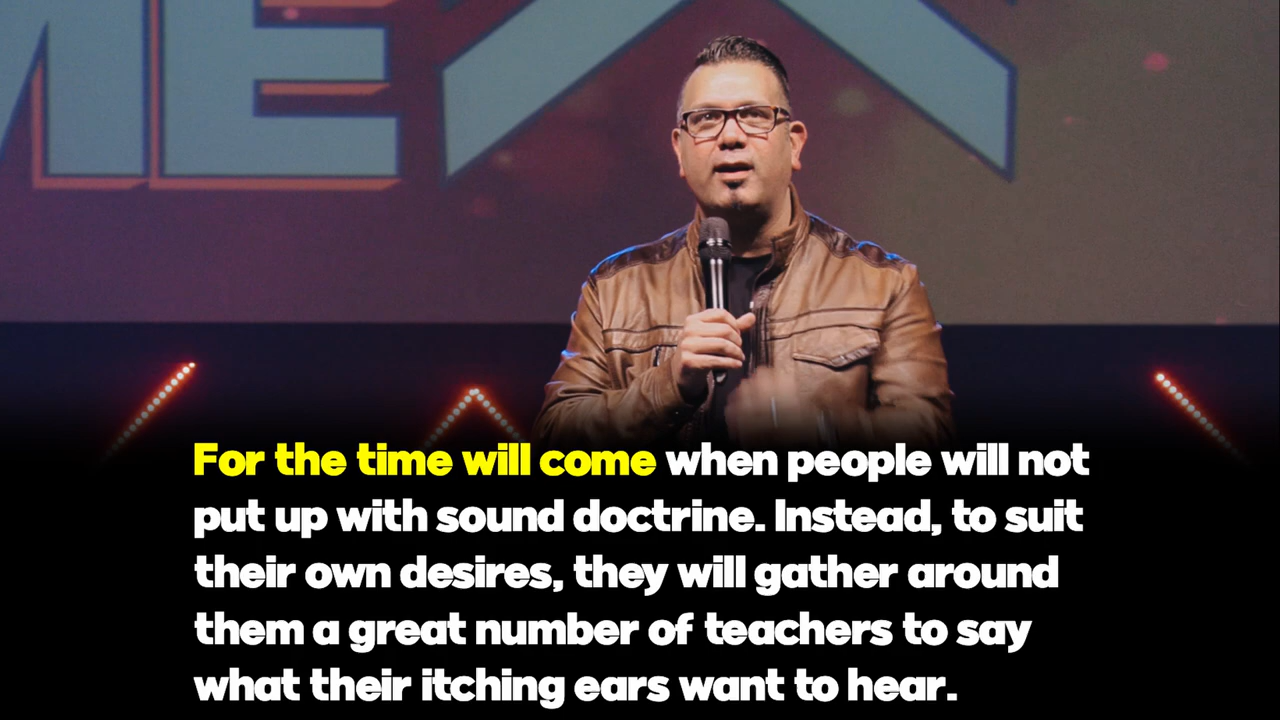 ME
For the time will come when people will not
put up with sound doctrine. Instead, to suit
their own desires, they will gather around
them a great number of teachers to say
what their itching ears want to hear.